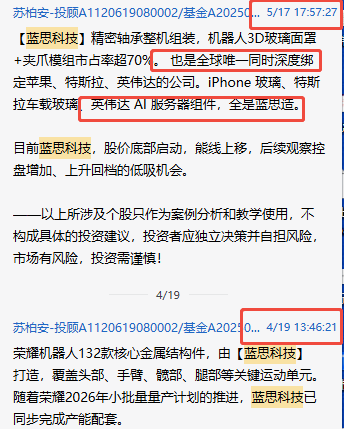 苏柏安-投顾A1120619080002/基金A20250... 5/17 17:57:27
【蓝思科技】精密轴承整机组装，机器人3D玻璃面罩
+夹爪模组市占率超70%。 也是全球唯一同时深度绑
定苹果、特斯拉、英伟达的公司。iPhone 玻璃、特斯
拉车载玻璃、英伟达 AI 服务器组件，全是蓝思造。
目前蓝思科技，股价底部启动，能线上移，后续观察控
盘增加、上升回档的低吸机会。
——以上所涉及个股只作为案例分析和教学使用，不
构成具体的投资建议，投资者应独立决策并自担风险，
市场有风险，投资需谨慎！
4/19
苏柏安-投顾A1120619080002/基金A20250... 4/19 13:46:21
荣耀机器人132款核心金属结构件，由【蓝思科技】
打造，覆盖头部、手臂、髋部、腿部等关键运动单元。
随着荣耀2026年小批量量产计划的推进，蓝思科技已
同步完成产能配套。